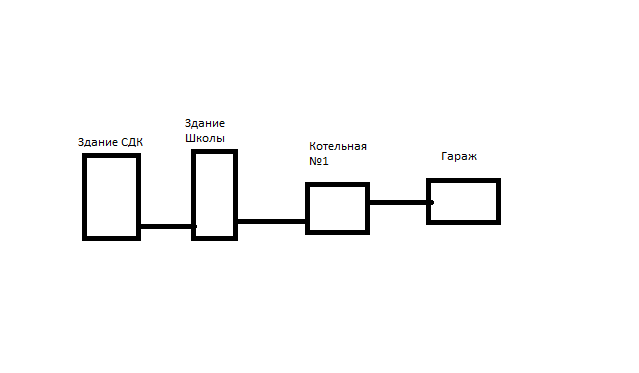 Здание СДК
Здание
Школы
Котельная
№1
Гараж